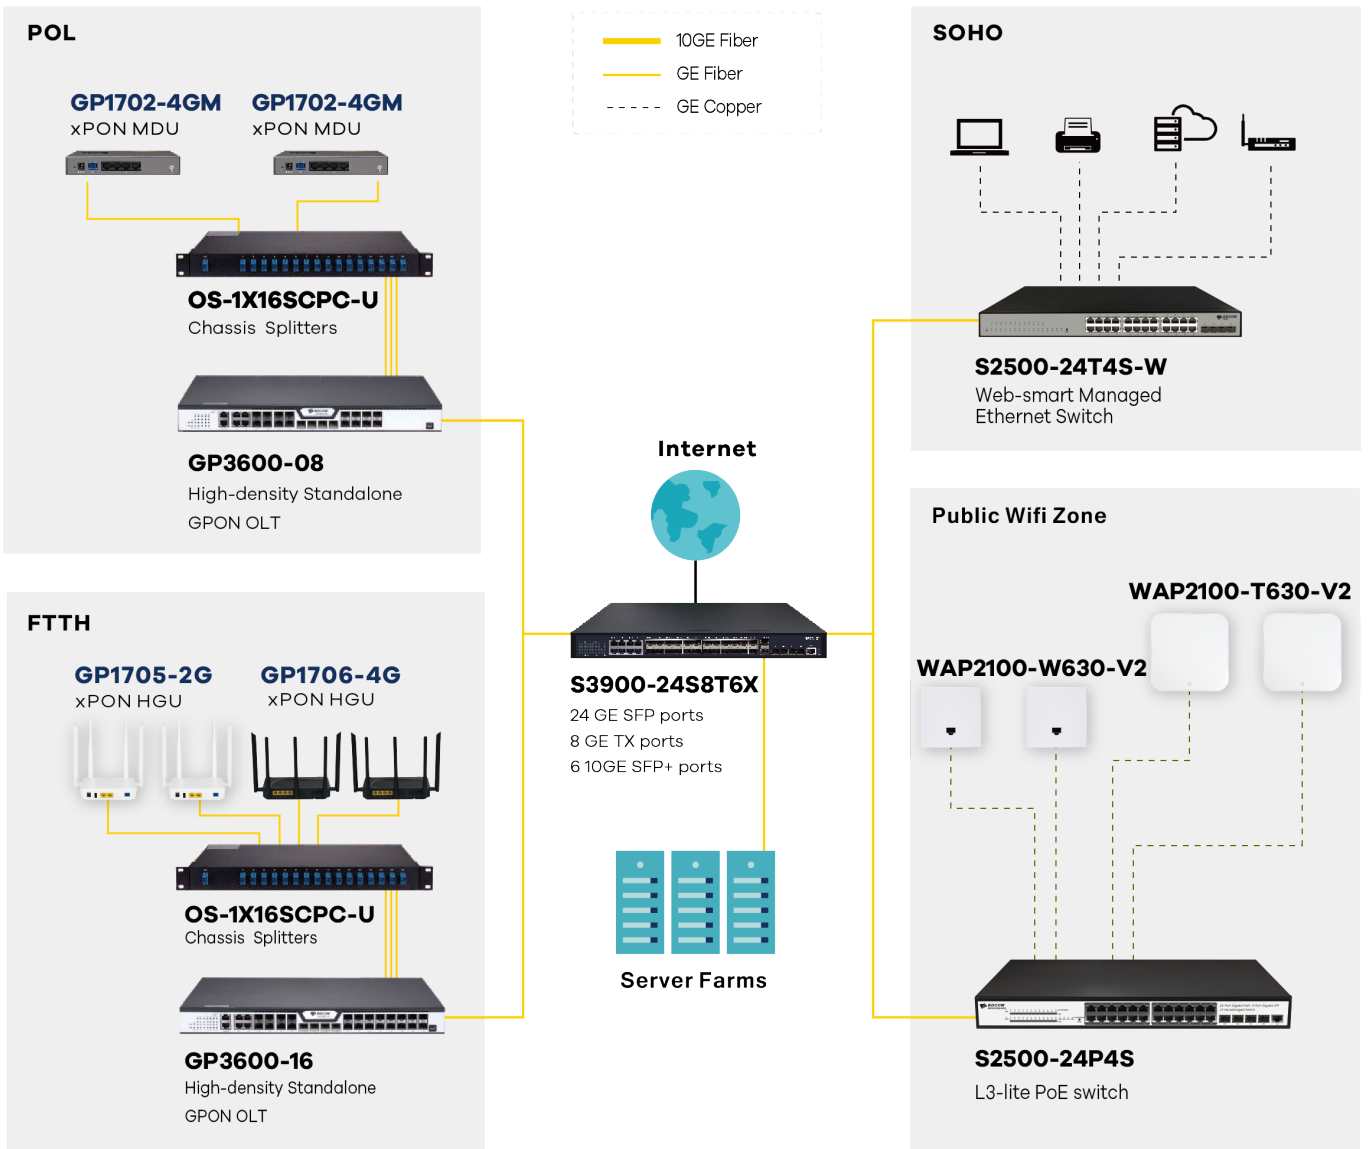 POL
GP1702-4GM GP1702-4GM
xPON MDU xPON MDU
OS-1X16SCPC-U
Chassis Splitters
GP3600-08
High-density Standalone
GPON OLT
FTTH
GP1705-2G GP1706-4G
xPON HGU xPON HGU
OS-1X16SCPC-U
Chassis Splitters
GP3600-16
High-density Standalone
GPON OLT
10GE Fiber
GE Fiber
GE Copper
Internet
S3900-24S8T6X
24 GE SFP ports
8 GE TX ports
6 10GE SFP+ ports
Server Farms
SOHO
BDCOM
S2500-24T4S-W
Web-smart Managed
Ethernet Switch
Public Wifi Zone
WAP2100-T630-V2
WAP2100-W630-V2
BDCOM
S2500-24P4S
L3-lite PoE switch